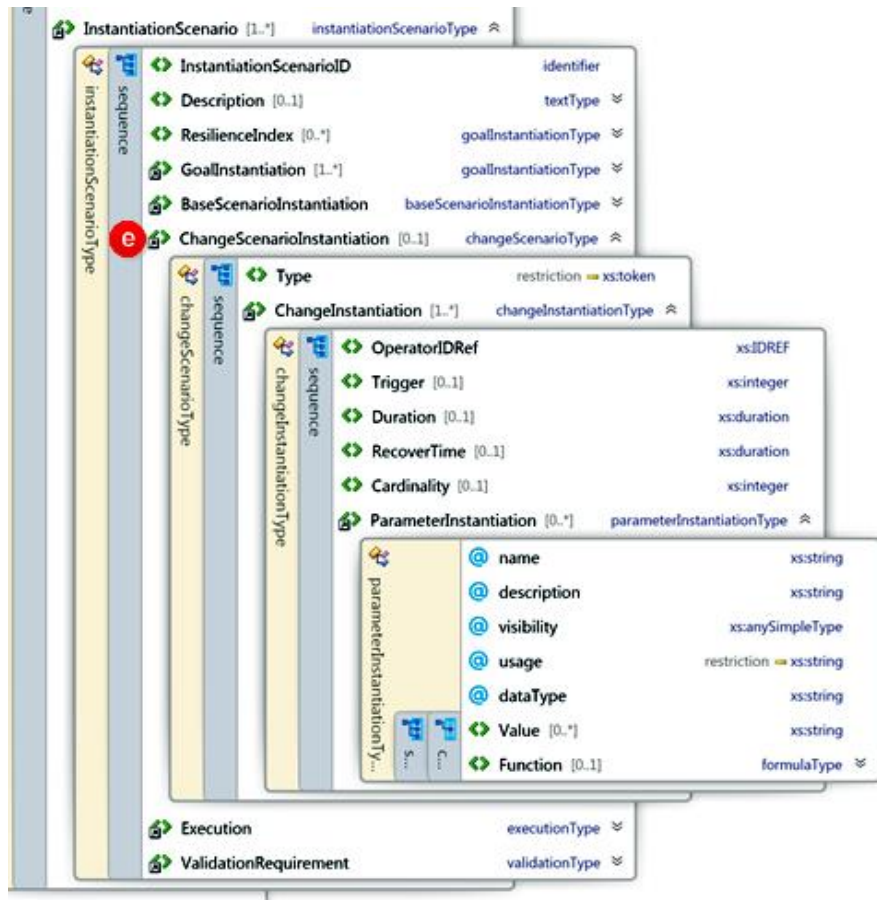 e
InstantiationScenario [1..*] instantiationScenarioType
instantiationScenarioType
sequence
InstantiationScenarioID identifier
Description [0..1] textType
ResilienceIndex [0..*] goalInstantiationType
GoalInstantiation [1..*] goalInstantiationType
BaseScenarioInstantiation baseScenarioInstantiationType
e
ChangeScenarioInstantiation [0..1] changeScenarioType
changeScenarioType
sequence
Type restriction xs:token
ChangeInstantiation [1..*] changeInstantiationType
changeInstantiationType
sequence
OperatorIDRef xs:IDREF
Trigger [0..1] xs:integer
Duration [0..1] xs:duration
RecoverTime [0..1] xs:duration
Cardinality [0..1] xs:integer
ParameterInstantiation [0..*] parameterInstantiationType
parameterInstantiationTy...
s...
c...
@ name xs:string
@ description xs:string
@ visibility xs:anySimpleType
@ usage restriction xs:string
@ dataType xs:string
Value [0..*] xs:string
Function [0..1] formulaType
Execution executionType
ValidationRequirement validationType